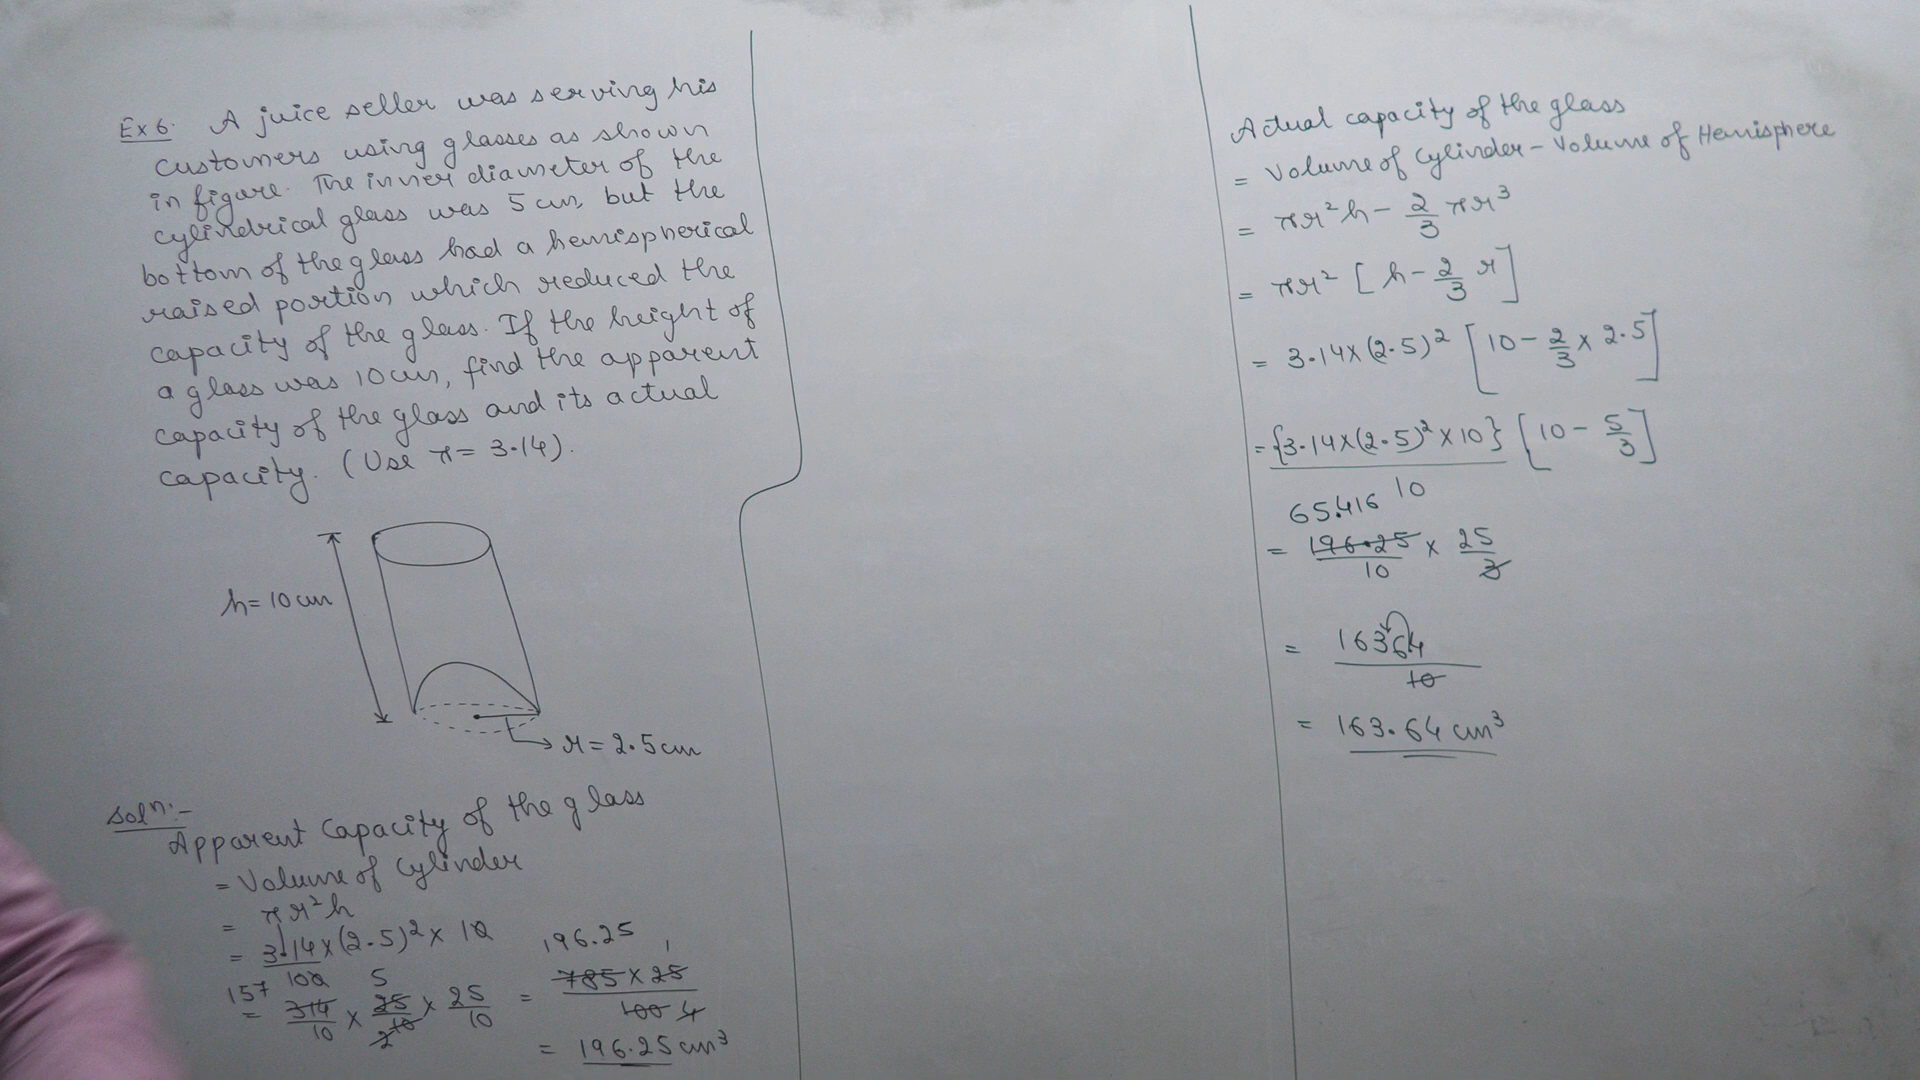 Ex 6. A juice seller was serving his
customers using glasses as shown
in figure. The inner diameter of the
cylindrical glass was 5 cm, but the
bottom of the glass had a hemispherical
raised portion which reduced the
capacity of the glass. If the height of
a glass was 10 cm, find the apparent
capacity of the glass and its actual
capacity. (Use π = 3.14).
h = 10 cm
r = 2.5 cm
Solⁿ:-
Apparent Capacity of the glass
= Volume of cylinder
= πr²h
= 3.14 × (2.5)² × 10
100
157 5
= 314/10 × 25/10 × 25/10
2
196.25 1
= 785 × 25
100 4
= 196.25 cm³
Actual capacity of the glass
= Volume of cylinder – Volume of Hemisphere
= πr²h – 2/3 πr³
= πr² [h – 2/3 r]
= 3.14 × (2.5)² [10 – 2/3 × 2.5]
= {3.14 × (2.5)² × 10} [10 – 5/3]
10
65.416
= 196.25/10 × 25/3
= 16364
10
= 163.64 cm³